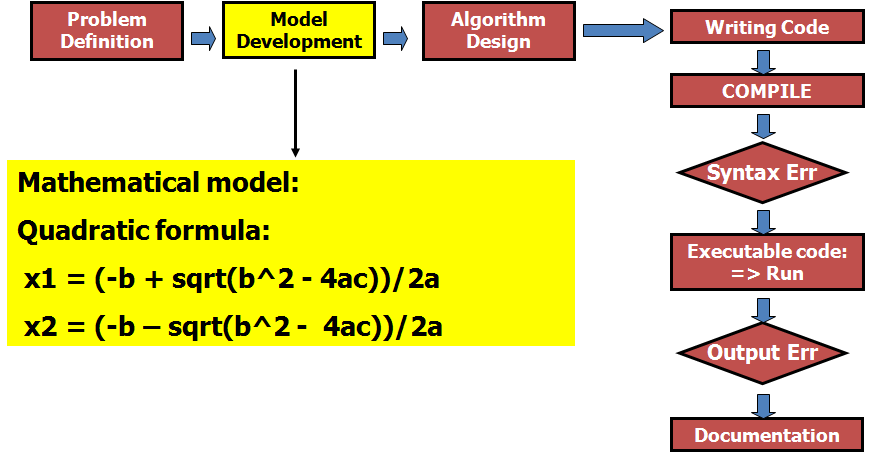 Problem
Definition
Model
Development
Algorithm
Design
Writing Code
COMPILE
Syntax Err
Executable code:
=> Run
Output Err
Documentation
Mathematical model:
Quadratic formula:
x1 = (-b + sqrt(b^2 - 4ac))/2a
x2 = (-b – sqrt(b^2 - 4ac))/2a